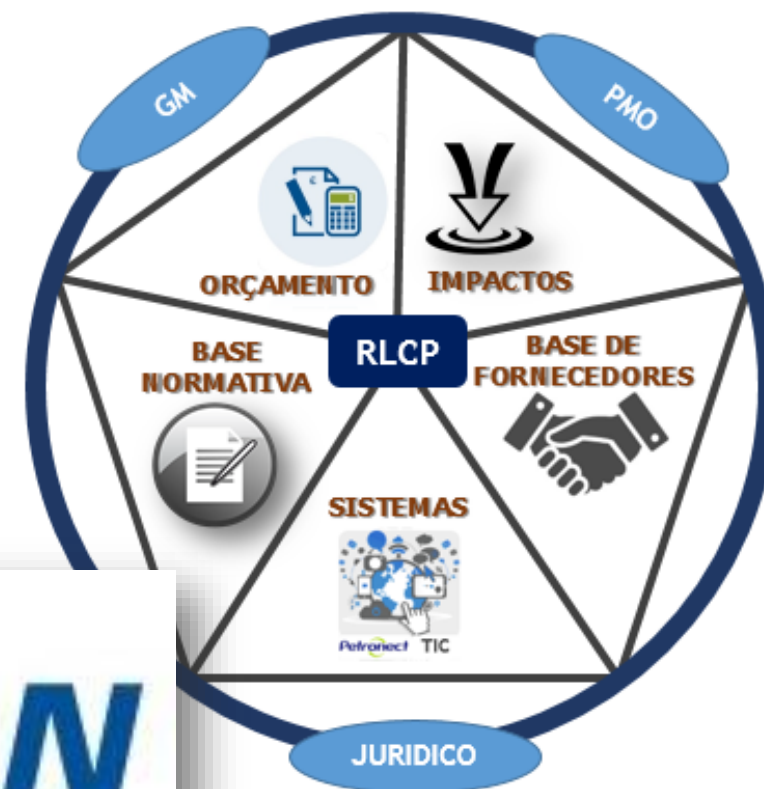 GM
PMO
ORÇAMENTO
IMPACTOS
BASE
NORMATIVA
RLCP
BASE DE
FORNECEDORES
SISTEMAS
Petronect TIC
N
JURIDICO